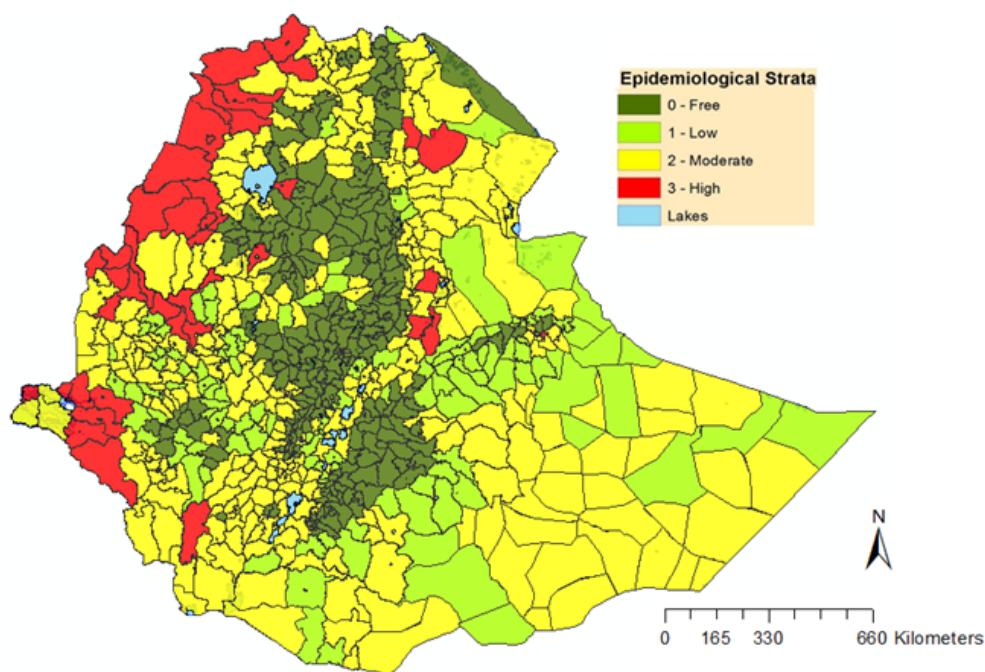 Epidemiological Strata
0 - Free
1 - Low
2 - Moderate
3 - High
Lakes
N
0 165 330 660 Kilometers